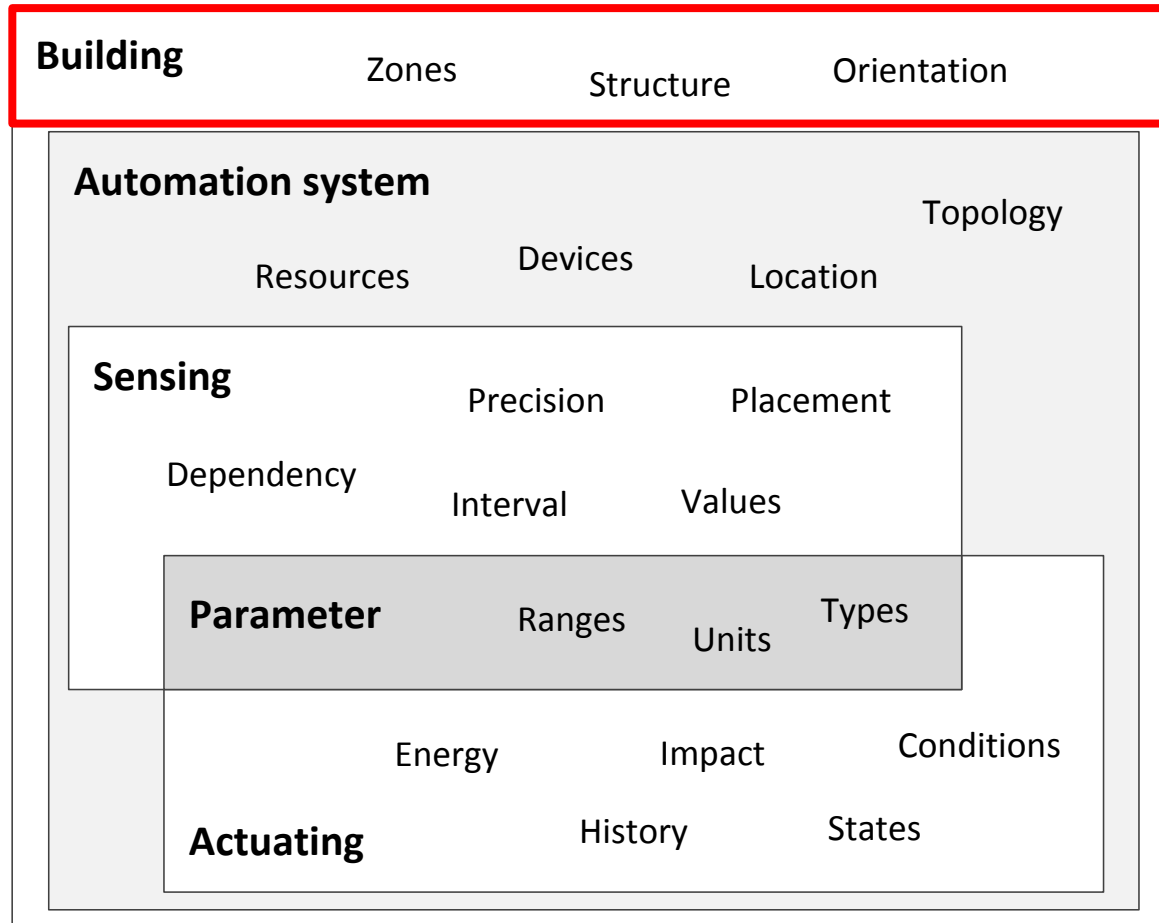 Building Zones Structure Orientation
Automation system
Topology
Resources Devices Location
Sensing
Precision Placement
Dependency Interval Values
Parameter Ranges Units Types
Energy Impact Conditions
Actuating History States